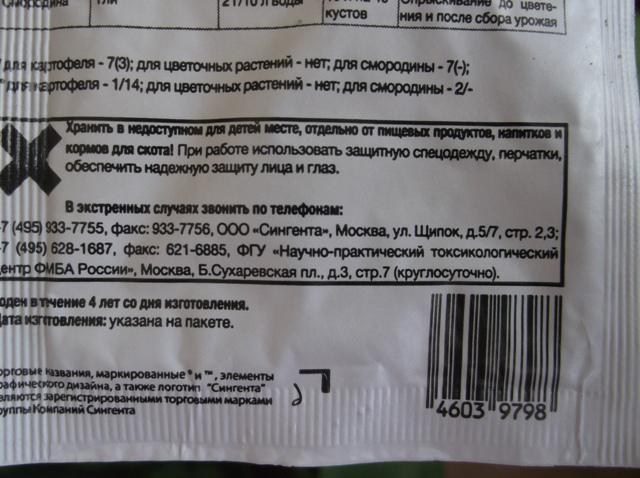 Смородина тли 2г/10 л воды кустов Опрыскивание до цвете-
ния и после сбора урожая
для картофеля - 7(3); для цветочных растений - нет; для смородины - 7(-);
для картофеля - 1/14; для цветочных растений - нет; для смородины - 2/-
Хранить в недоступном для детей месте, отдельно от пищевых продуктов, напитков и
кормов для скота! При работе использовать защитную спецодежду, перчатки,
обеспечить надежную защиту лица и глаз.
В экстренных случаях звонить по телефонам:
7 (495) 933-7755, факс: 933-7756, ООО «Сингента», Москва, ул. Щипок, д.5/7, стр. 2,3;
7 (495) 628-1687, факс: 621-6885, ФГУ «Научно-практический токсикологический
центр ФМБА России», Москва, Б.Сухаревская пл., д.3, стр.7 (круглосуточно).
оден в течение 4 лет со дня изготовления.
ата изготовления: указана на пакете.
орговые названия, маркированные ® и ™, элементы
рафического дизайна, а также логотип "Сингента"
вляются зарегистрированными торговыми марками
руппы Компаний Сингента
4603 9798